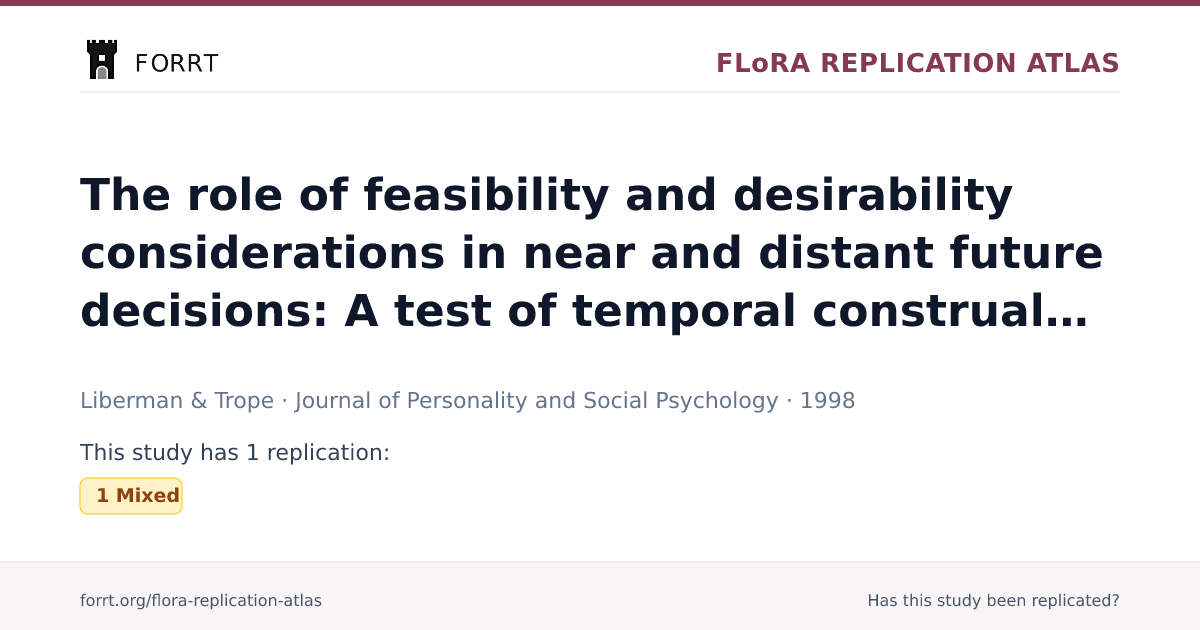 FORRT
FLoRA REPLICATION ATLAS
The role of feasibility and desirability
considerations in near and distant future
decisions: A test of temporal construal…
Liberman & Trope · Journal of Personality and Social Psychology · 1998
This study has 1 replication:
1 Mixed
forrt.org/flora-replication-atlas
Has this study been replicated?